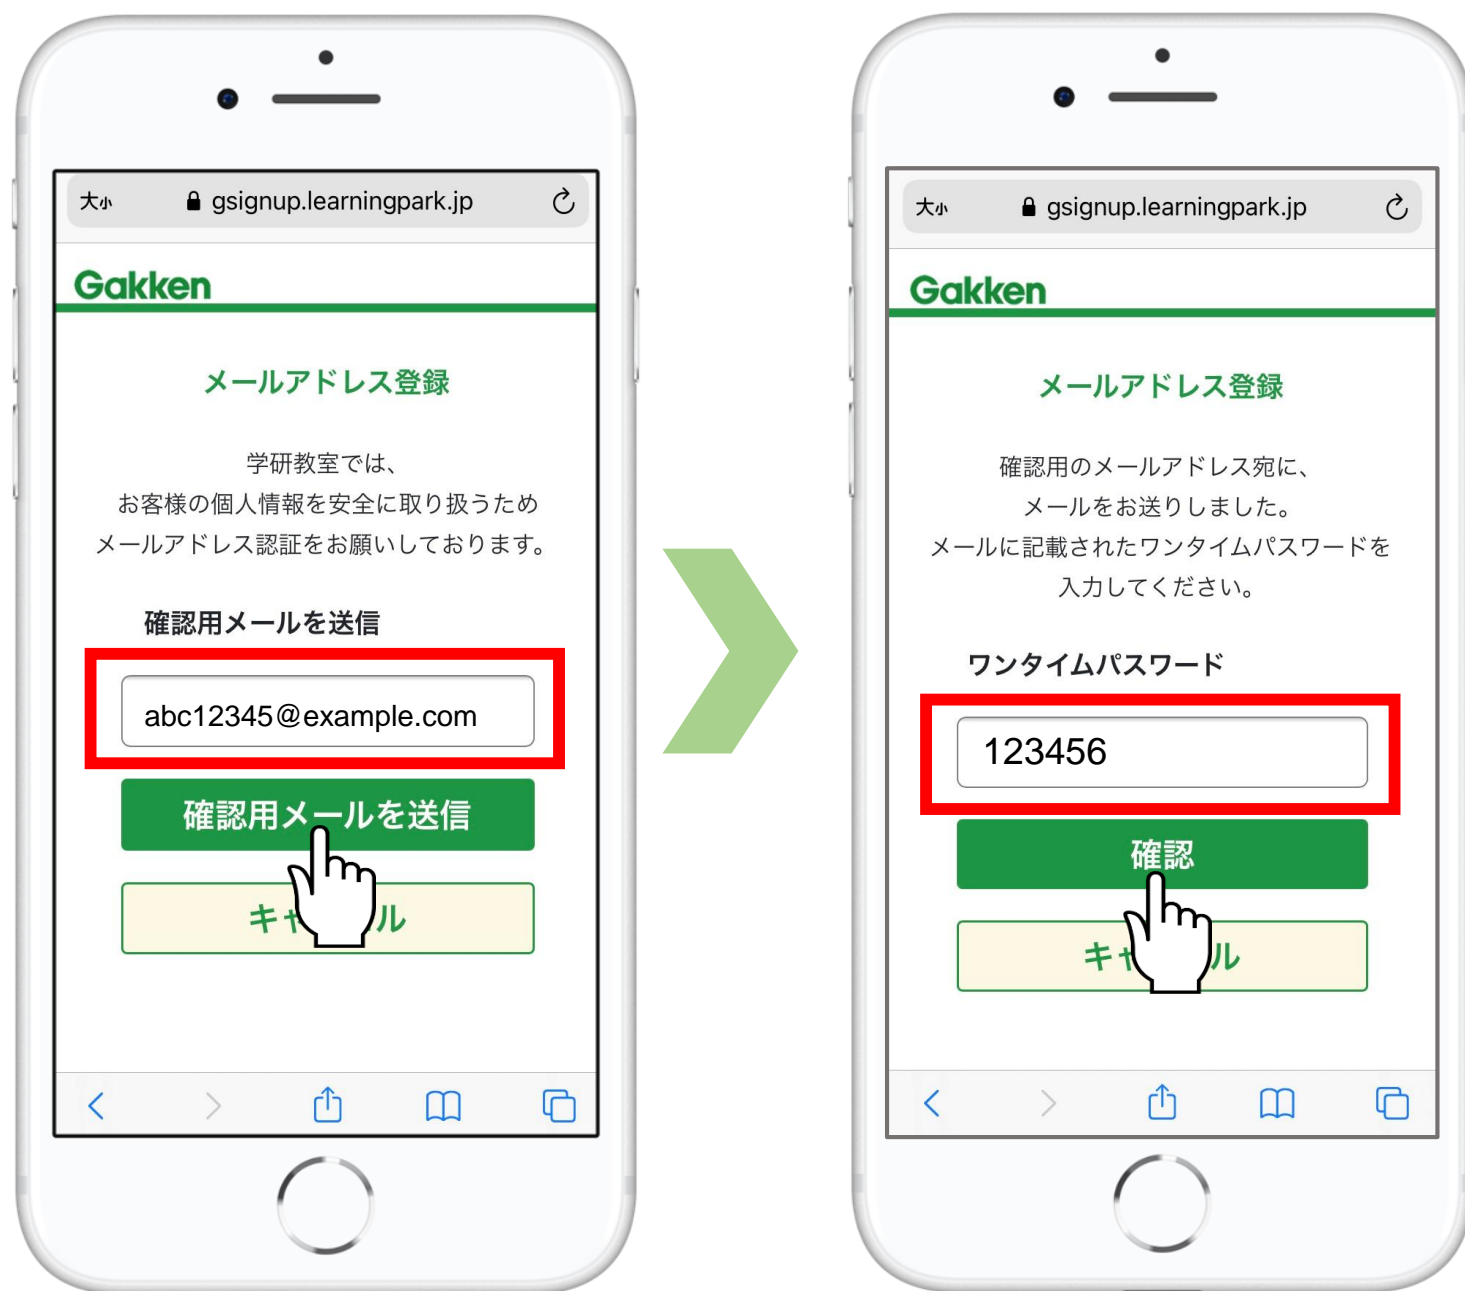 大小 gsignup.learningpark.jp
Gakken
メールアドレス登録
学研教室では、
お客様の個人情報を安全に取り扱うため
メールアドレス認証をお願いしております。
確認用メールを送信
abc12345@example.com
確認用メールを送信
キャ ル
大小 gsignup.learningpark.jp
Gakken
メールアドレス登録
確認用のメールアドレス宛に、
メールをお送りしました。
メールに記載されたワンタイムパスワードを
入力してください。
ワンタイムパスワード
123456
確認
キャ ル